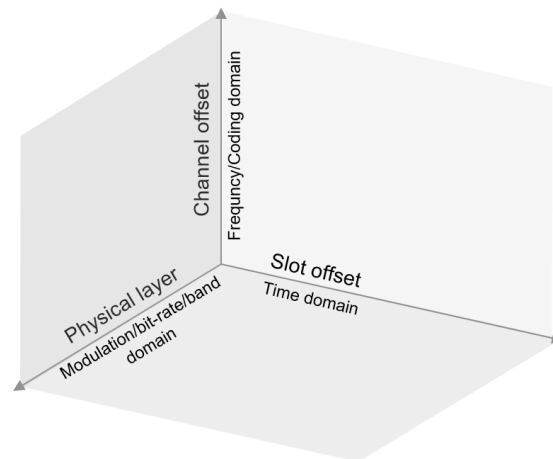 Channel offset
Frequncy/Coding domain
Slot offset
Time domain
Physical layer
Modulation/bit-rate/band
domain